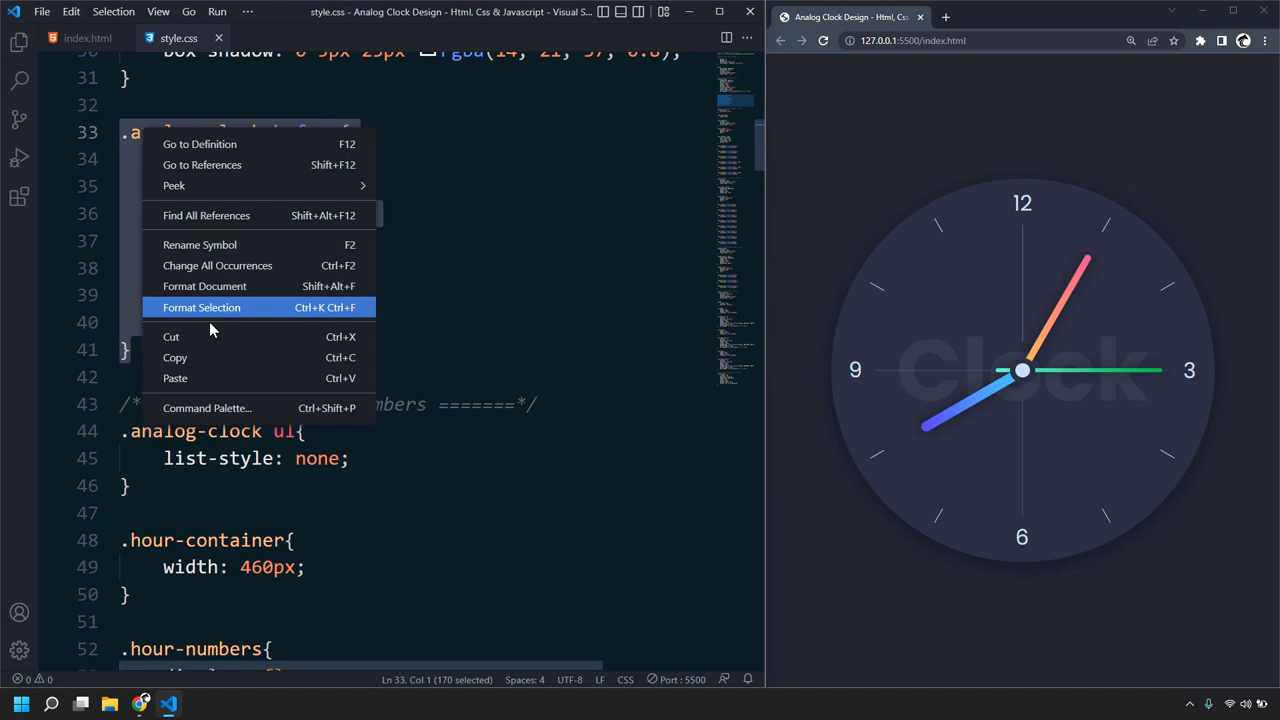 File Edit Selection View Go Run
style.css - Analog Clock Design - Html, Css & Javascript - Visual S...
index.html
style.css
31 }
32
33 .a
34
35
36
37
38
39
40
41 }
42
43 /* mbers =======*/
44 .analog-clock ul{
45 list-style: none;
46 }
47
48 .hour-container{
49 width: 460px;
50 }
51
52 .hour-numbers{
Go to Definition F12
Go to References Shift+F12
Peek
Find All References Shift+Alt+F12
Rename Symbol F2
Change All Occurrences Ctrl+F2
Format Document Shift+Alt+F
Format Selection Ctrl+K Ctrl+F
Cut Ctrl+X
Copy Ctrl+C
Paste Ctrl+V
Command Palette... Ctrl+Shift+P
0 0
Ln 33, Col 1 (170 selected) Spaces: 4 UTF-8 LF CSS Port : 5500
Analog Clock Design - Html, Css
127.0.0.1:5500/index.html
12
9 Clock 3
6